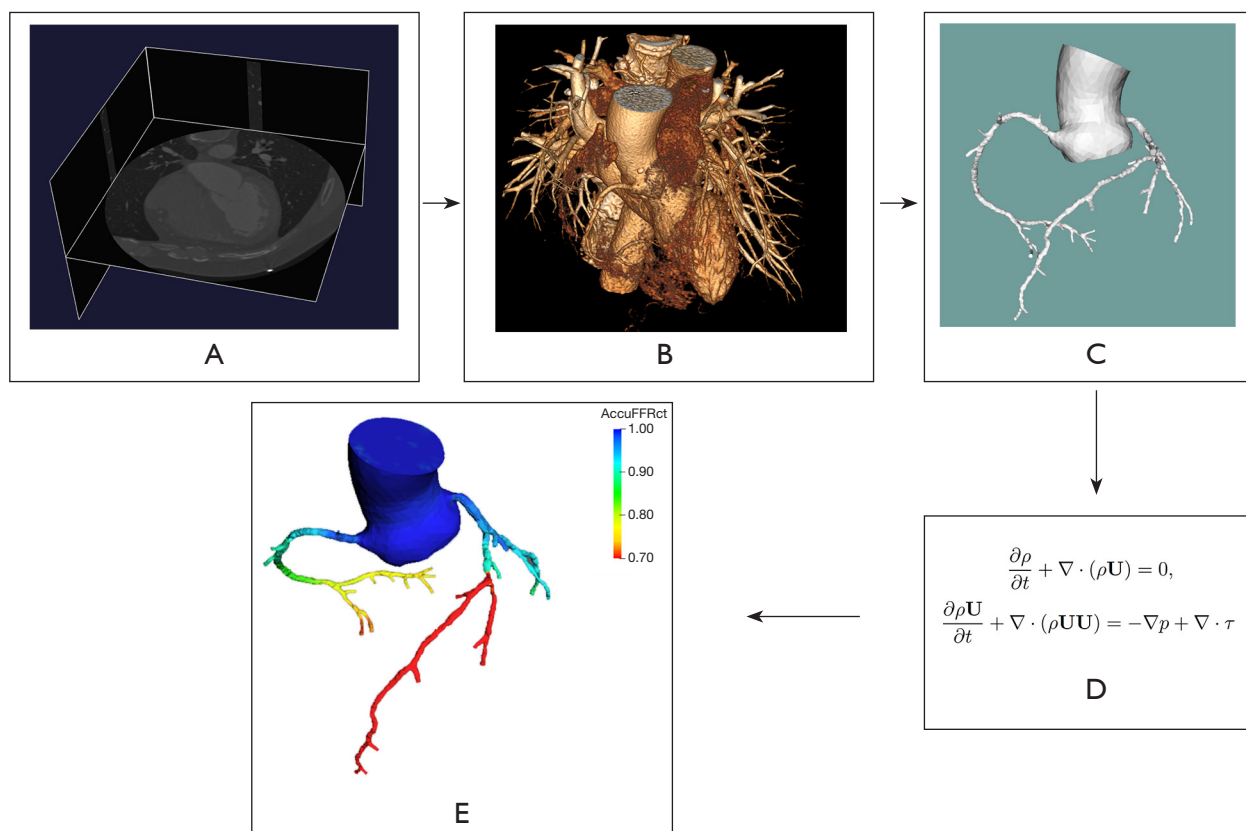 A
B
C
AccuFFRct
1.00
0.90
0.80
0.70
E
∂ρ/∂t + ∇ · (ρU) = 0,
∂ρU/∂t + ∇ · (ρUU) = −∇p + ∇ · τ
D